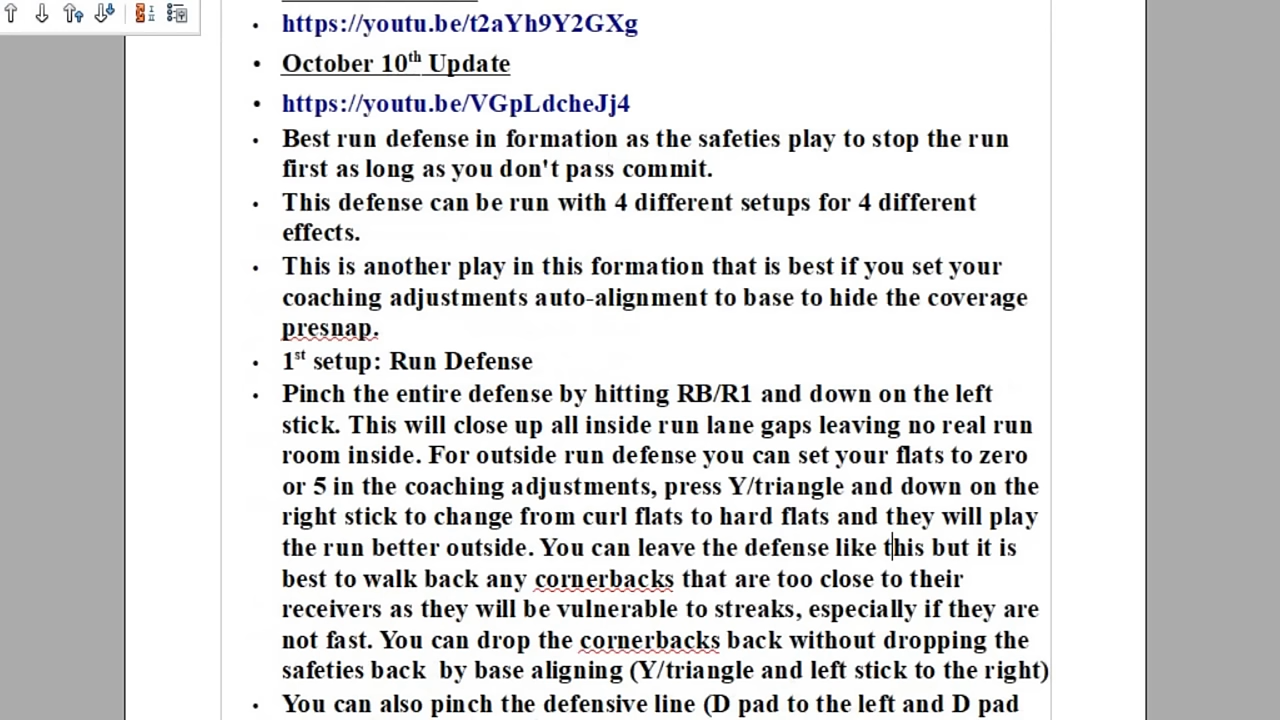 https://youtu.be/t2aYh9Y2GXg
October 10th Update
https://youtu.be/VGpLdcheJj4
Best run defense in formation as the safeties play to stop the run
first as long as you don't pass commit.
This defense can be run with 4 different setups for 4 different
effects.
This is another play in this formation that is best if you set your
coaching adjustments auto-alignment to base to hide the coverage
presnap.
1st setup: Run Defense
Pinch the entire defense by hitting RB/R1 and down on the left
stick. This will close up all inside run lane gaps leaving no real run
room inside. For outside run defense you can set your flats to zero
or 5 in the coaching adjustments, press Y/triangle and down on the
right stick to change from curl flats to hard flats and they will play
the run better outside. You can leave the defense like this but it is
best to walk back any cornerbacks that are too close to their
receivers as they will be vulnerable to streaks, especially if they are
not fast. You can drop the cornerbacks back without dropping the
safeties back  by base aligning (Y/triangle and left stick to the right)
You can also pinch the defensive line (D pad to the left and D pad